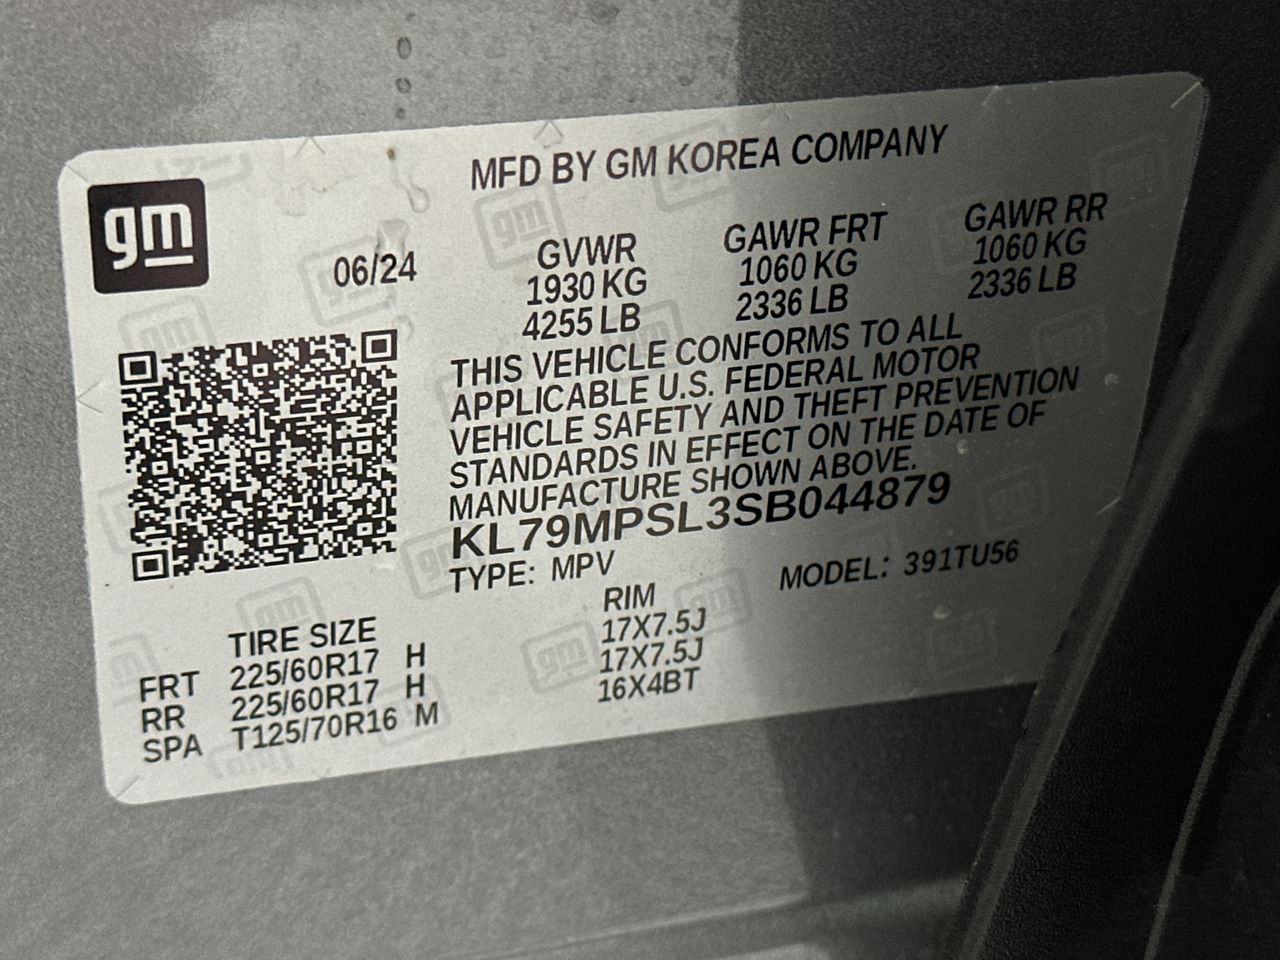 MFD BY GM KOREA COMPANY
gm
06/24
GVWR GAWR FRT GAWR RR
1930 KG 1060 KG 1060 KG
4255 LB 2336 LB 2336 LB
THIS VEHICLE CONFORMS TO ALL
APPLICABLE U.S. FEDERAL MOTOR
VEHICLE SAFETY AND THEFT PREVENTION
STANDARDS IN EFFECT ON THE DATE OF
MANUFACTURE SHOWN ABOVE.
KL79MPSL3SB044879
TYPE: MPV MODEL: 391TU56
TIRE SIZE RIM
FRT 225/60R17 H 17X7.5J
RR 225/60R17 H 17X7.5J
SPA T125/70R16 M 16X4BT